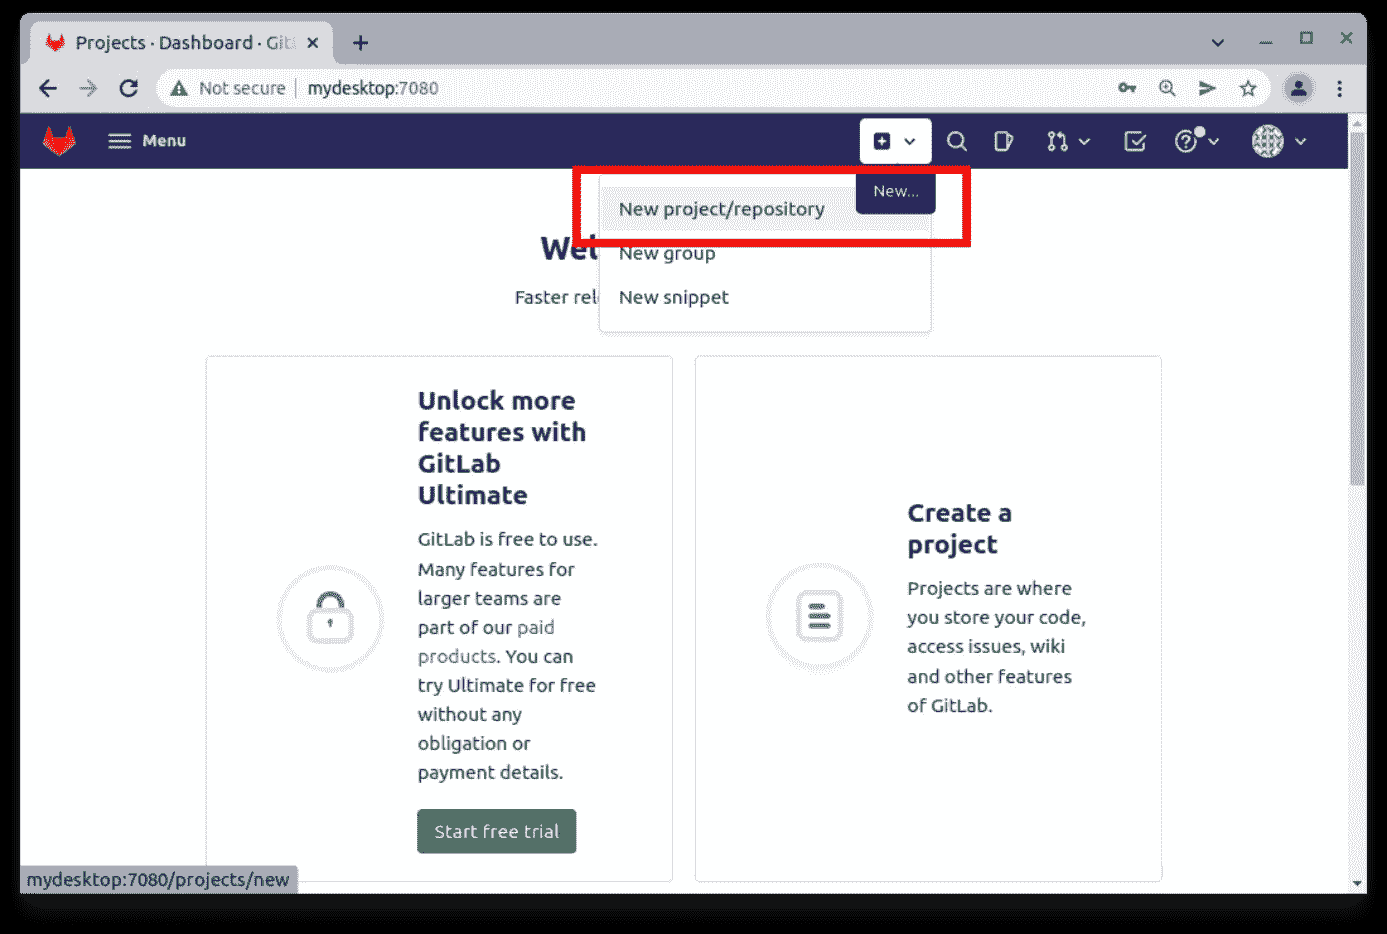 Projects · Dashboard · Git
Not secure | mydesktop:7080
Menu
New...
New project/repository
New group
New snippet
Wel
Faster rel
Unlock more
features with
GitLab
Ultimate
GitLab is free to use.
Many features for
larger teams are
part of our paid
products. You can
try Ultimate for free
without any
obligation or
payment details.
Start free trial
Create a
project
Projects are where
you store your code,
access issues, wiki
and other features
of GitLab.
mydesktop:7080/projects/new